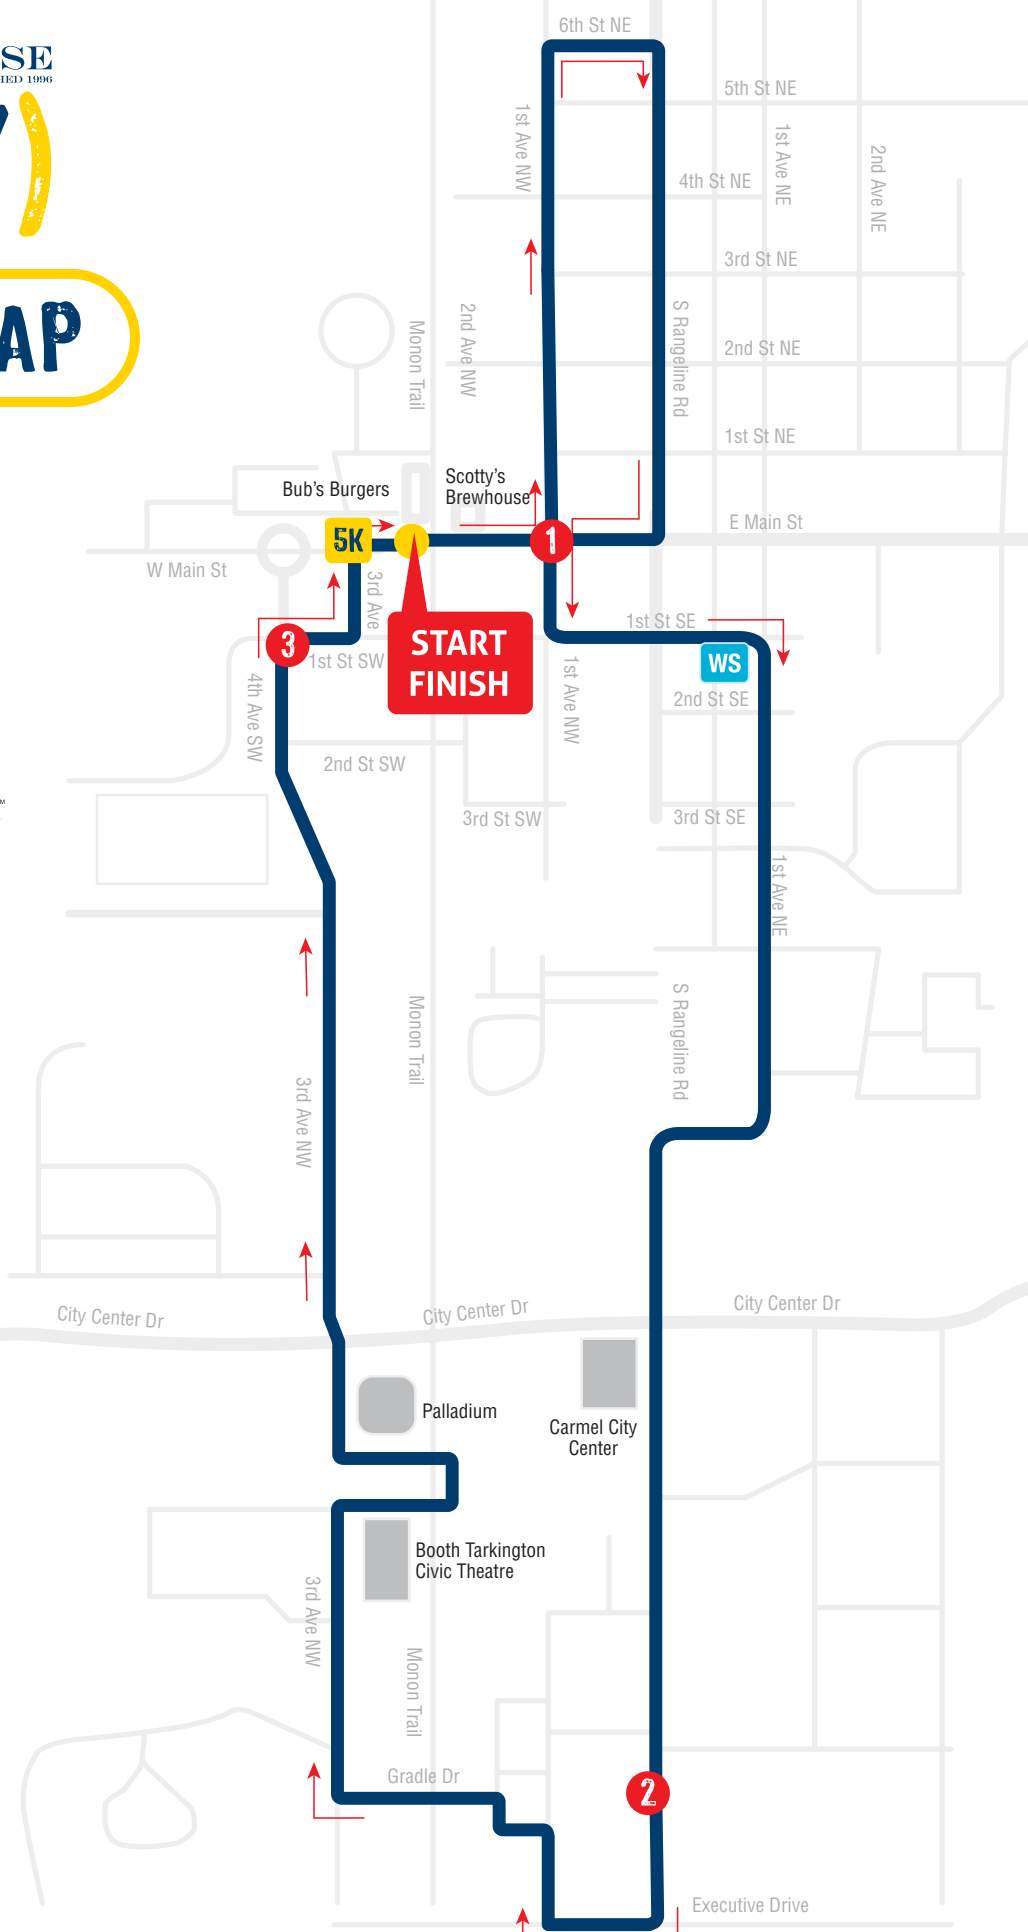 SE
HED 1996
AP
6th St NE
5th St NE
1st Ave NW
1st Ave NE
2nd Ave NE
4th St NE
3rd St NE
S Rangeline Rd
2nd Ave NW
Monon Trail
2nd St NE
1st St NE
Scotty's
Brewhouse
Bub's Burgers
E Main St
5K
1
W Main St
3rd Ave
START
FINISH
1st St SE
3
1st St SW
WS
1st Ave NW
4th Ave SW
2nd St SE
2nd St SW
3rd St SW
3rd St SE
1st Ave NE
Monon Trail
S Rangeline Rd
3rd Ave NW
City Center Dr
City Center Dr
City Center Dr
Palladium
Carmel City
Center
Booth Tarkington
Civic Theatre
3rd Ave NW
Monon Trail
Gradle Dr
2
Executive Drive